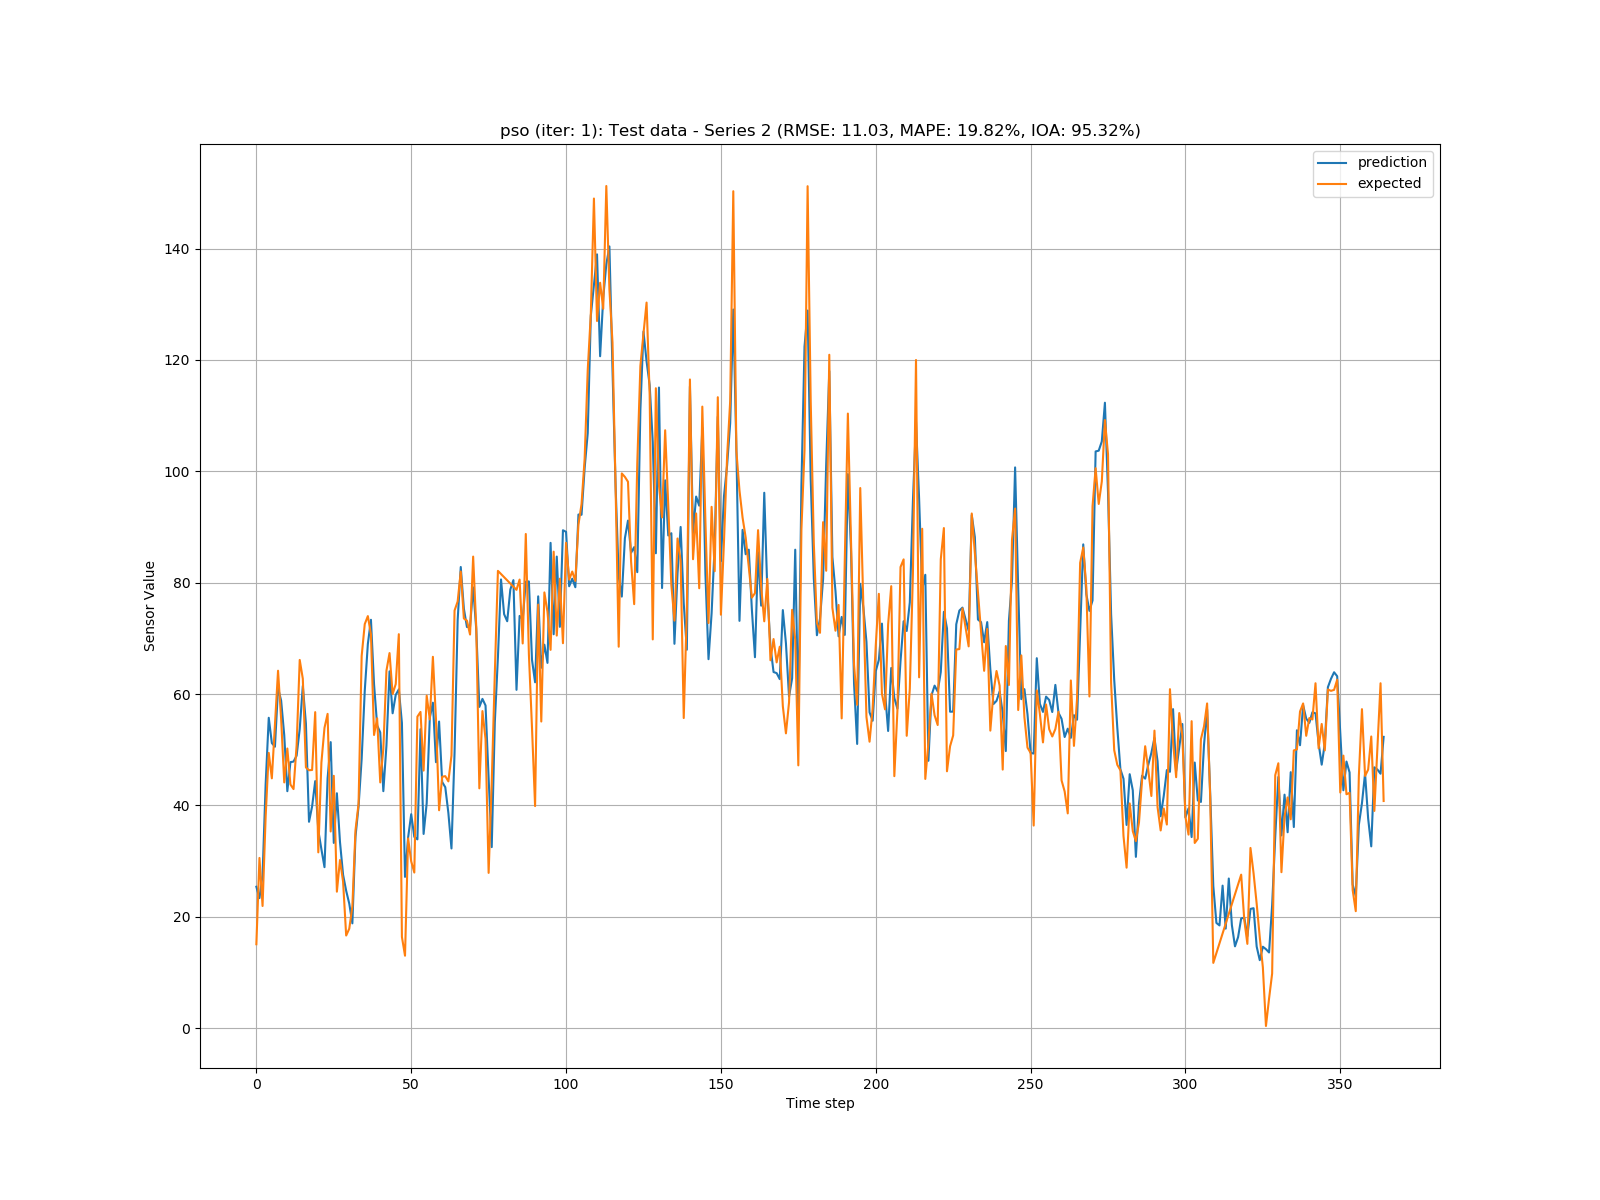 pso (iter: 1): Test data - Series 2 (RMSE: 11.03, MAPE: 19.82%, IOA: 95.32%)
prediction
expected
140
120
100
80
60
40
20
0
Sensor Value
0 50 100 150 200 250 300 350
Time step